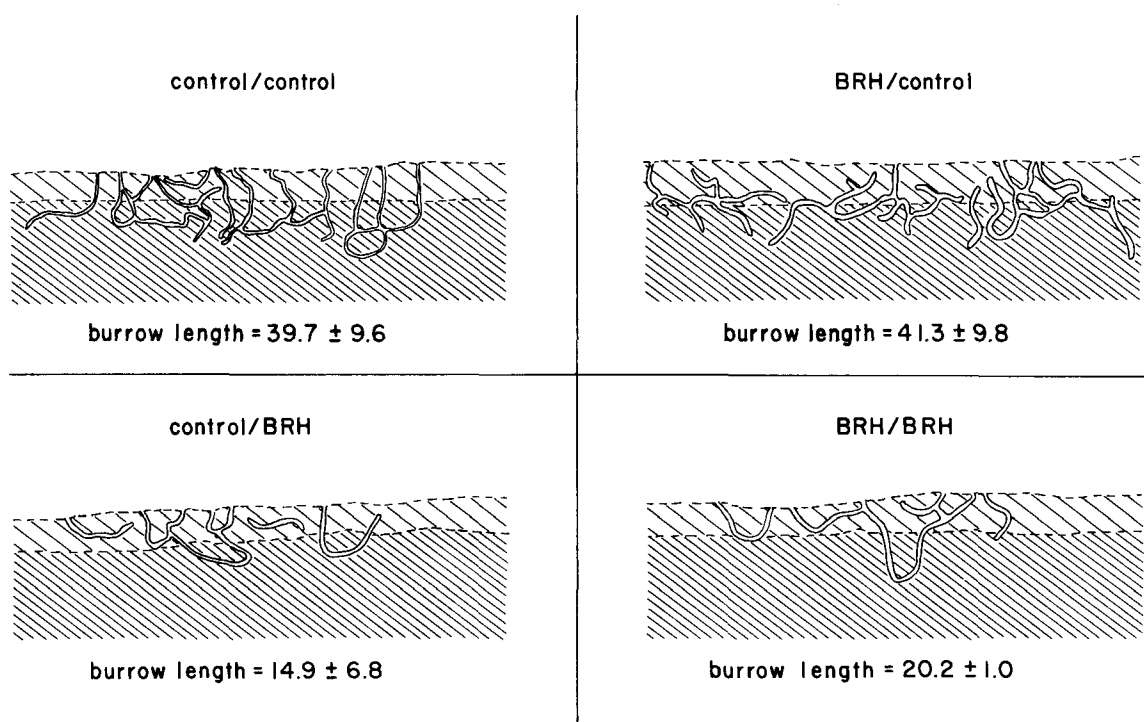 control/control
BRH/control
burrow length = 39.7 ± 9.6
burrow length = 41.3 ± 9.8
control/BRH
BRH/BRH
burrow length = 14.9 ± 6.8
burrow length = 20.2 ± 1.0